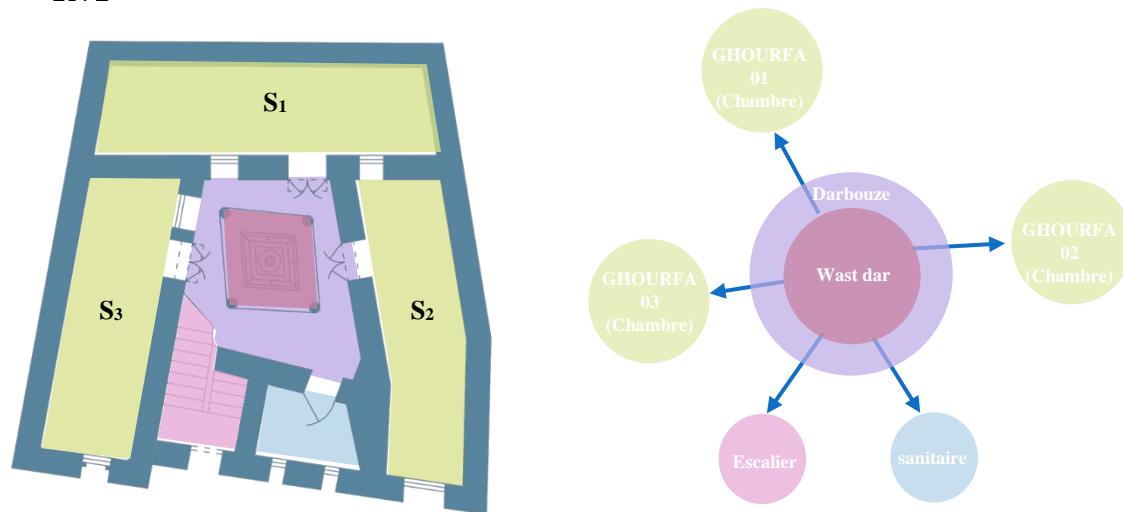 S1
S3
S2
GHOURFA
01
(Chambre)
Darbouze
GHOURFA
02
(Chambre)
Wast dar
GHOURFA
03
(Chambre)
Escalier
sanitaire